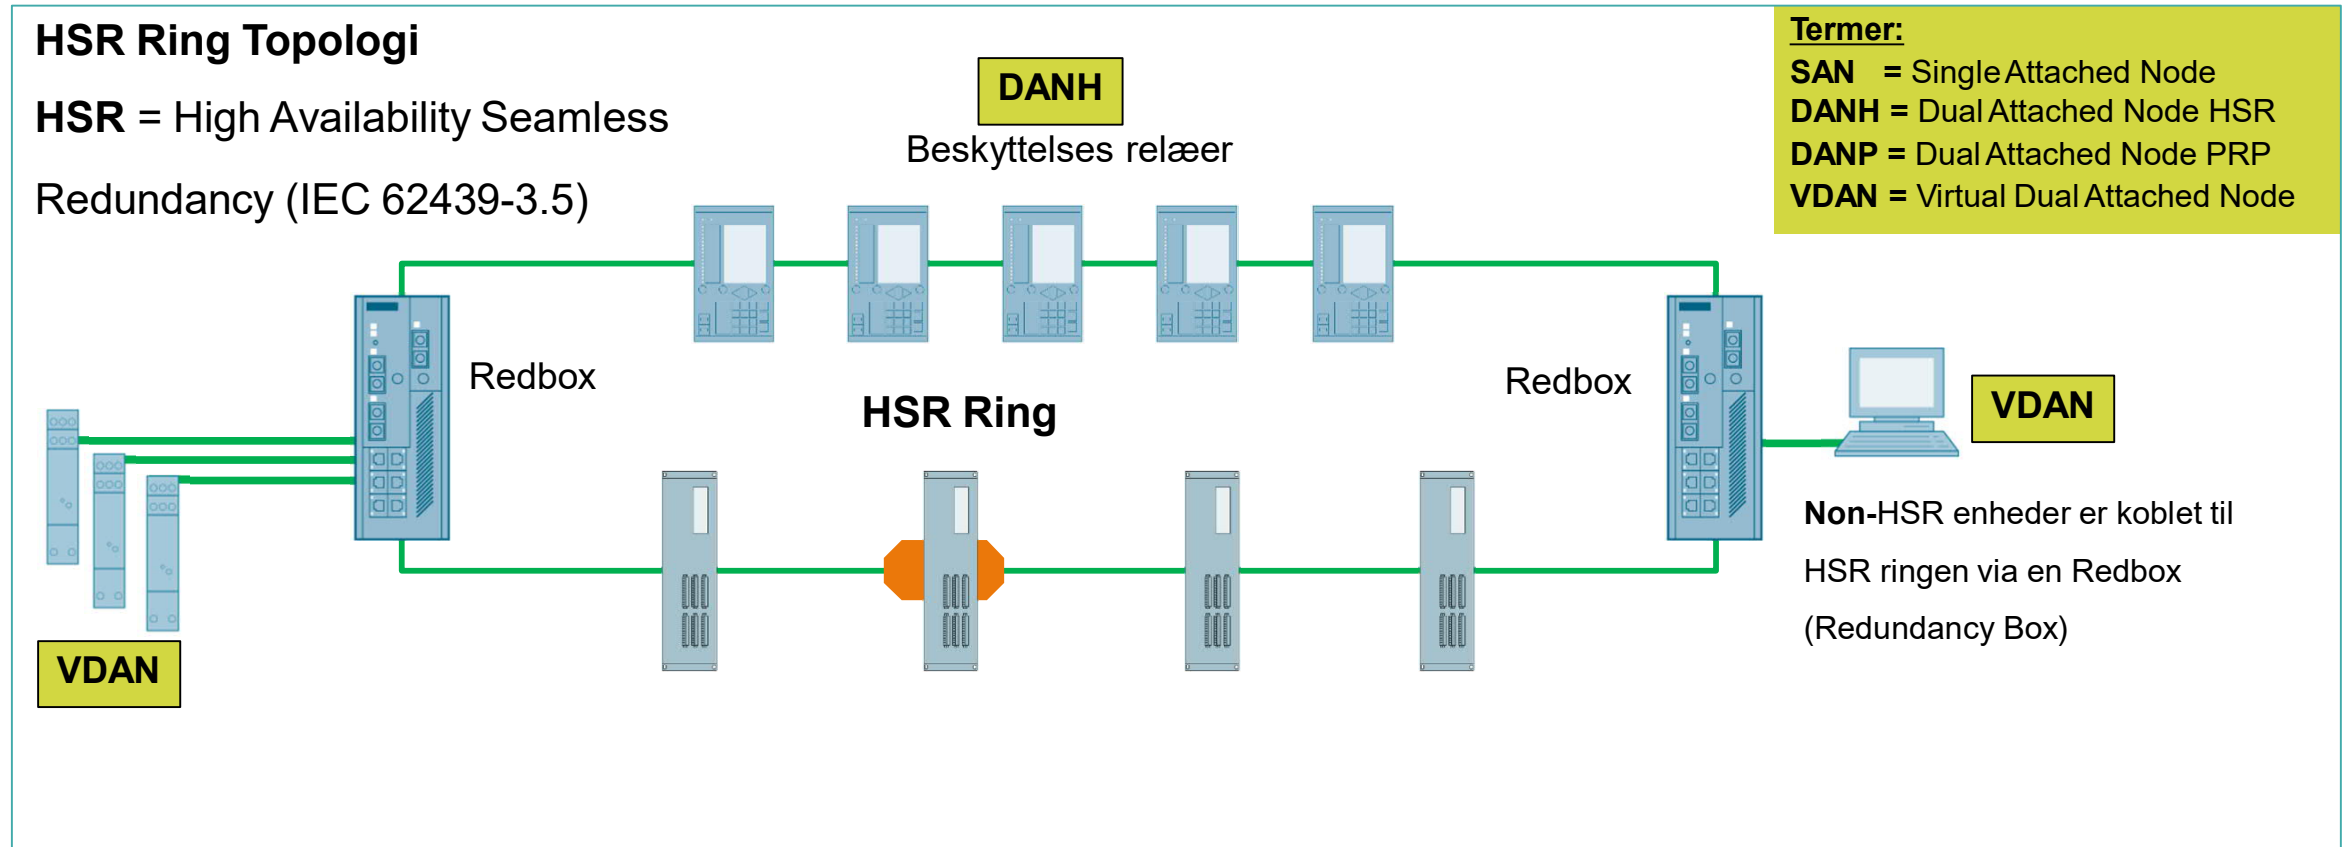 HSR Ring Topologi
HSR = High Availability Seamless
Redundancy (IEC 62439-3.5)
DANH
Beskyttelses relæer
Termer:
SAN = Single Attached Node
DANH = Dual Attached Node HSR
DANP = Dual Attached Node PRP
VDAN = Virtual Dual Attached Node
Redbox
HSR Ring
Redbox
VDAN
Non-HSR enheder er koblet til
HSR ringen via en Redbox
(Redundancy Box)
VDAN